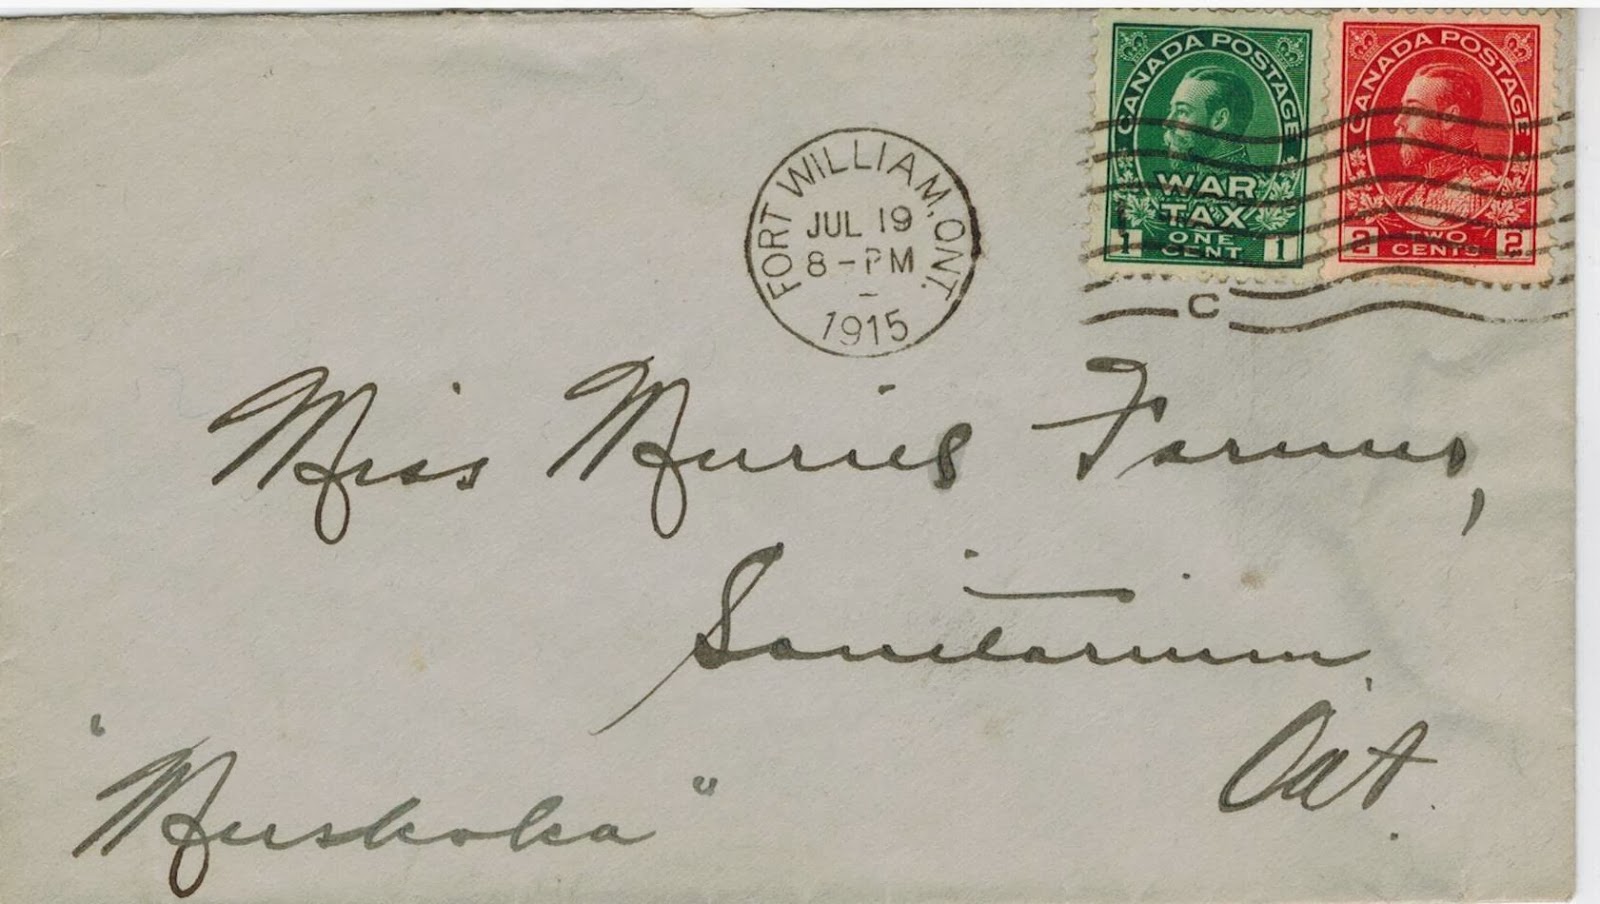 CANADA POSTAGE
WAR
TAX
ONE
CENT
1 1
CANADA POSTAGE
TWO
CENTS
2 2
FORT WILLIAM, ONT.
JUL 19
8-PM
1915
C
Miss Muriel
Sanitarium
Ont.
"Muskoka"